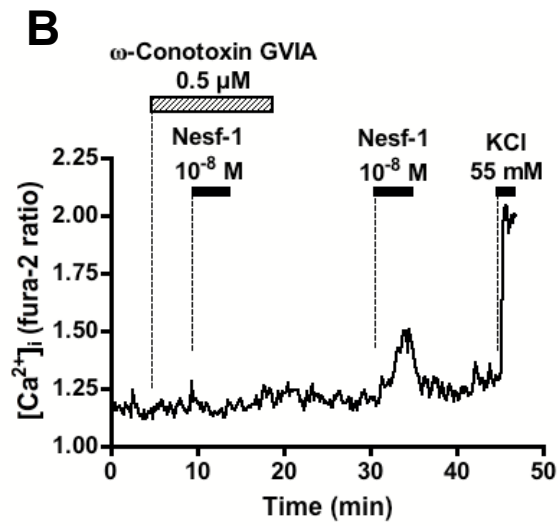 B
ω-Conotoxin GVIA
0.5 μM
Nesf-1
10⁻⁸ M
Nesf-1
10⁻⁸ M
KCl
55 mM
2.25
2.00
1.75
1.50
1.25
1.00
[Ca²⁺]ᵢ (fura-2 ratio)
0 10 20 30 40 50
Time (min)